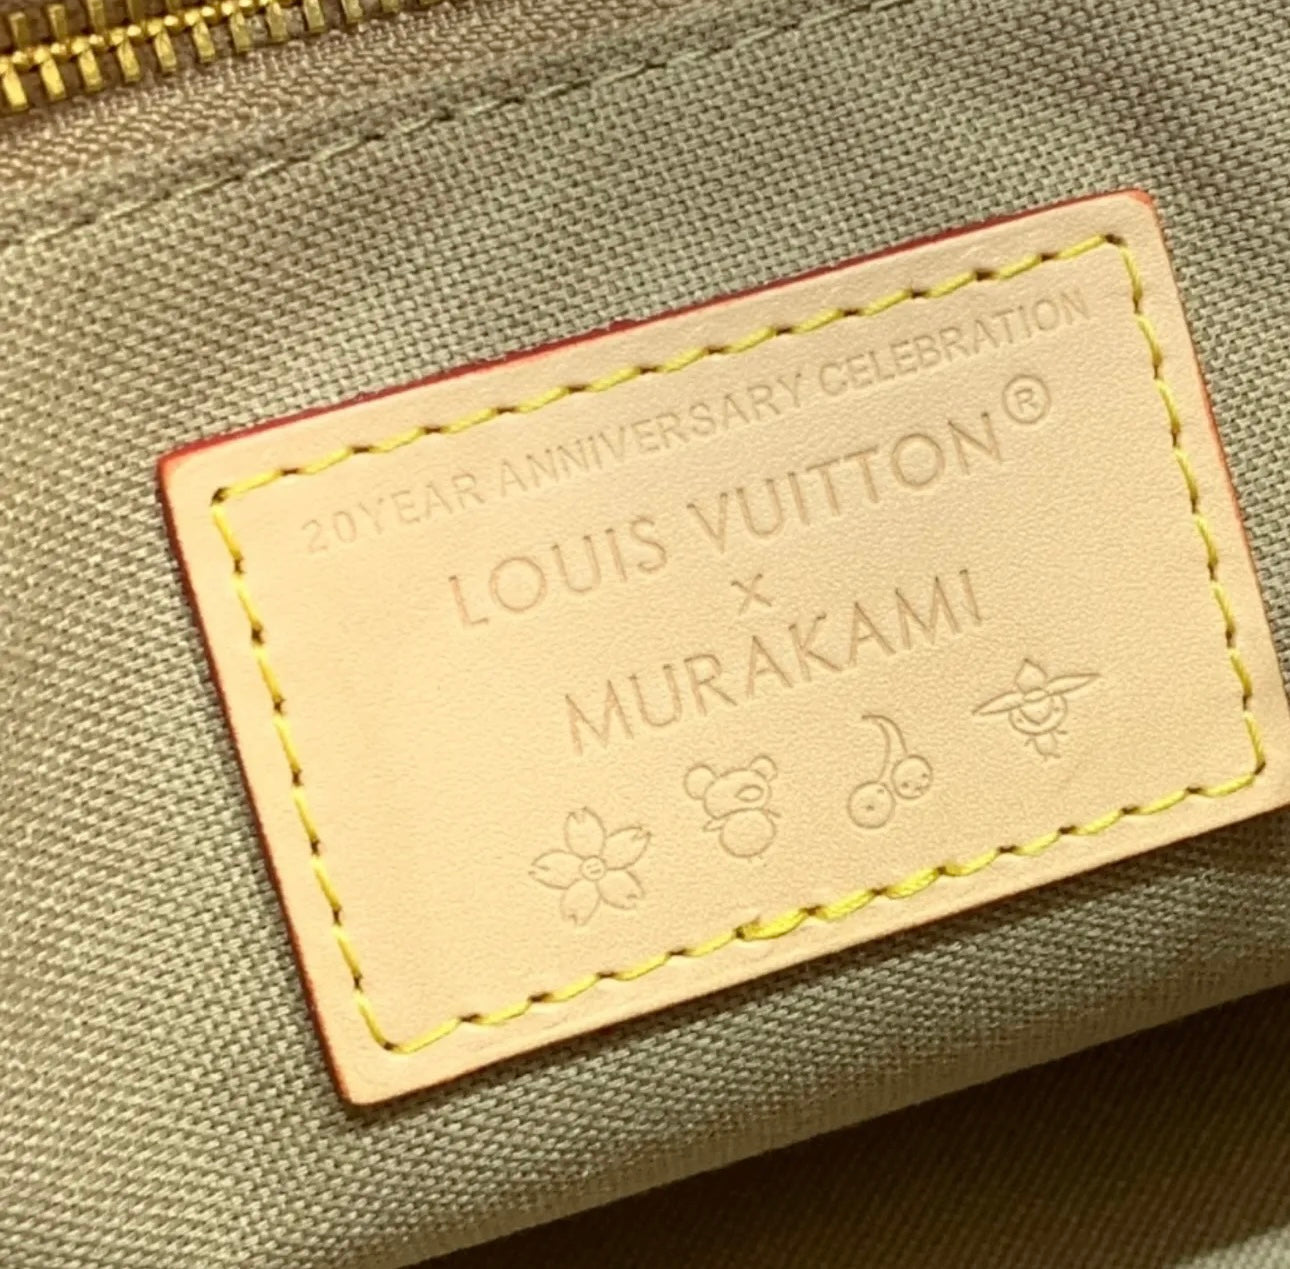 20YEAR ANNIVERSARY CELEBRATION
LOUIS VUITTON®
×
MURAKAMI